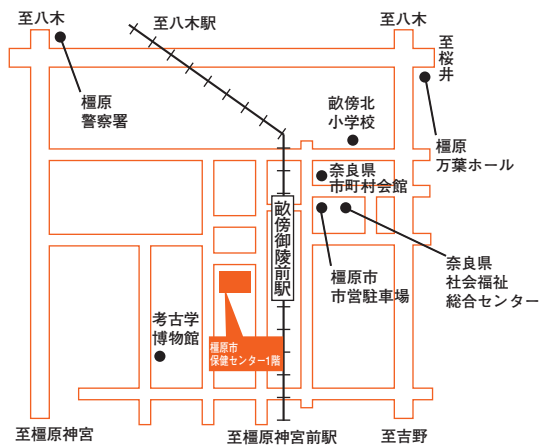 至八木
至八木駅
至八木
至桜井
橿原
警察署
畝傍北
小学校
橿原
万葉ホール
奈良県
市町村会館
畝傍御陵前駅
橿原市
市営駐車場
奈良県
社会福祉
総合センター
考古学
博物館
橿原市
保健センター1階
至橿原神宮
至橿原神宮前駅
至吉野